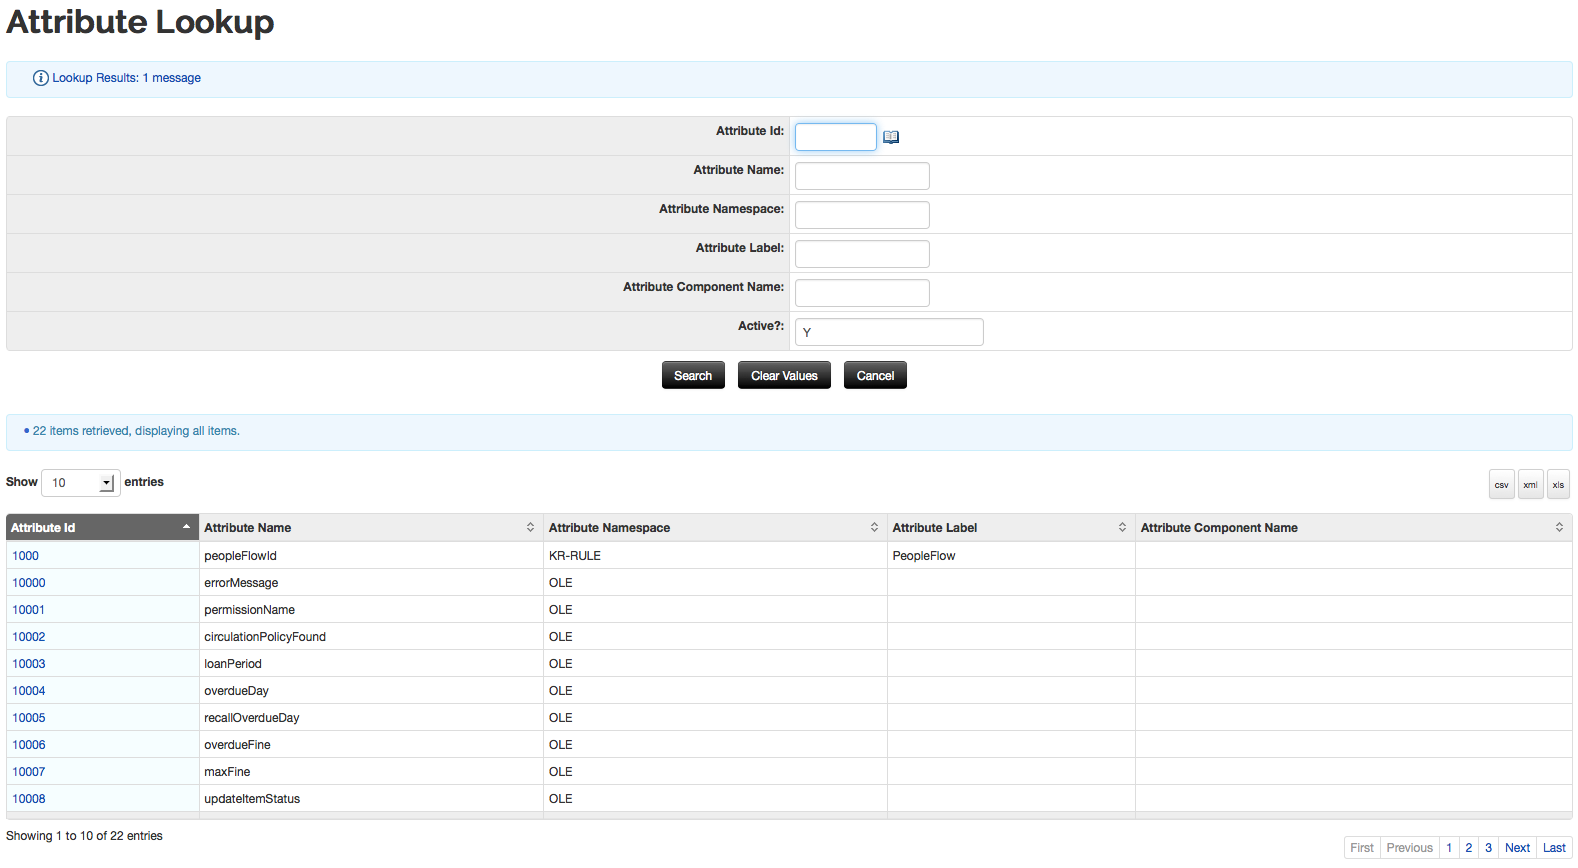 Attribute Lookup
Lookup Results: 1 message
Attribute Id:
Attribute Name:
Attribute Namespace:
Attribute Label:
Attribute Component Name:
Active?: Y
Search Clear Values Cancel
• 22 items retrieved, displaying all items.
Show 10 entries csv xml xls
Attribute Id Attribute Name Attribute Namespace Attribute Label Attribute Component Name
1000 peopleFlowId KR-RULE PeopleFlow
10000 errorMessage OLE
10001 permissionName OLE
10002 circulationPolicyFound OLE
10003 loanPeriod OLE
10004 overdueDay OLE
10005 recallOverdueDay OLE
10006 overdueFine OLE
10007 maxFine OLE
10008 updateItemStatus OLE
Showing 1 to 10 of 22 entries
First Previous 1 2 3 Next Last